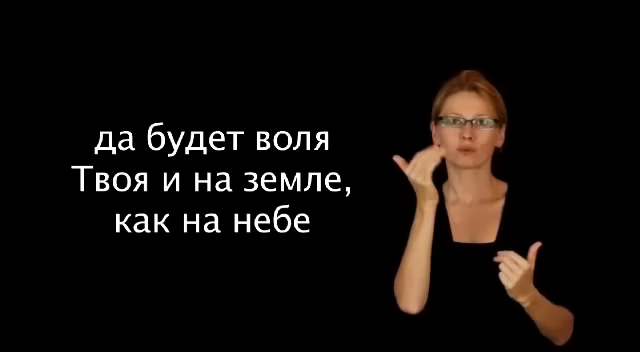 да будет воля
Твоя и на земле,
как на небе